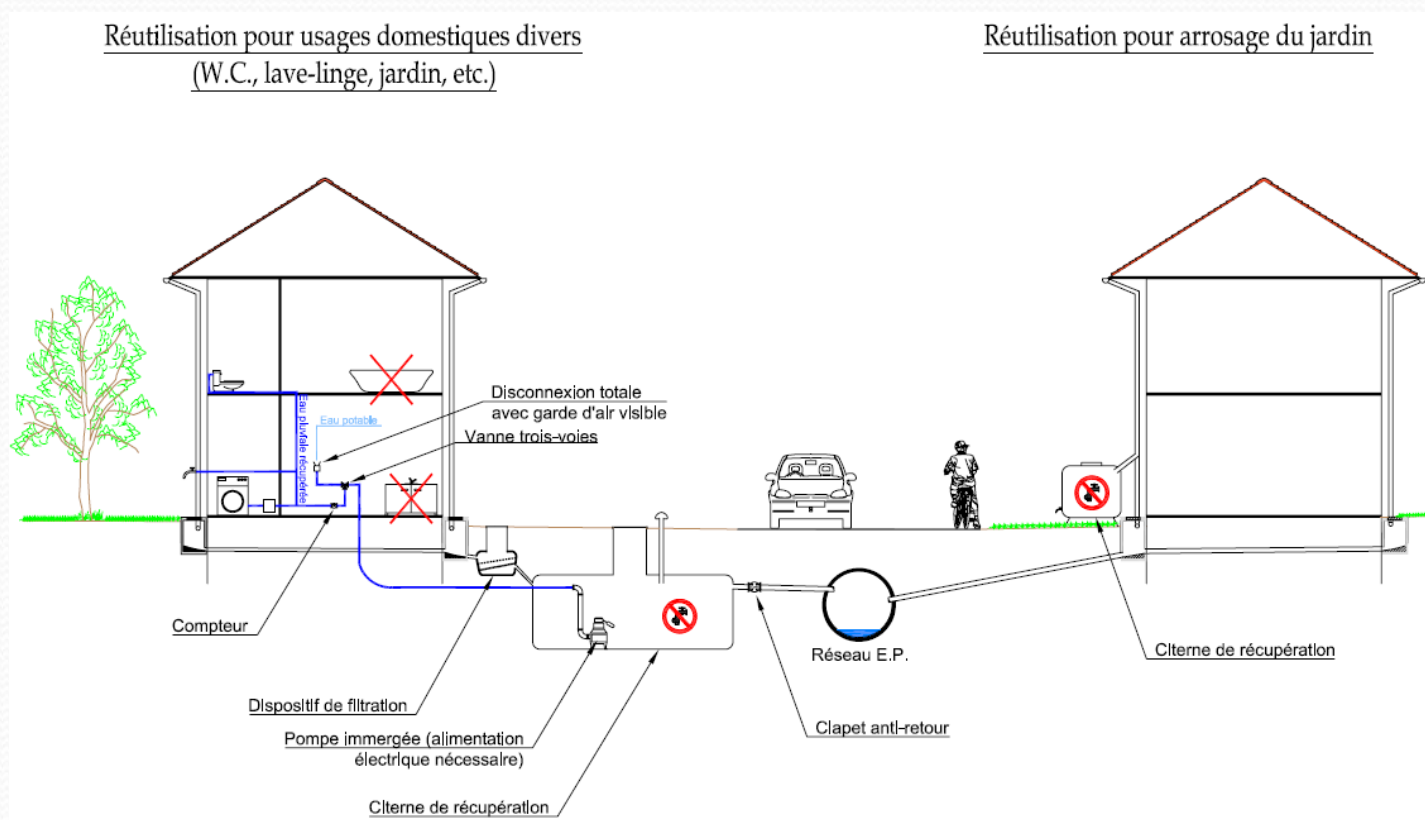 Réutilisation pour usages domestiques divers
(W.C., lave-linge, jardin, etc.)
Réutilisation pour arrosage du jardin
Disconnexion totale
avec garde d'air visible
Eau potable
Vanne trois-voies
Eau pluviale récupérée
Compteur
Réseau E.P.
Citerne de récupération
Dispositif de filtration
Clapet anti-retour
Pompe immergée (alimentation
électrique nécessaire)
Citerne de récupération